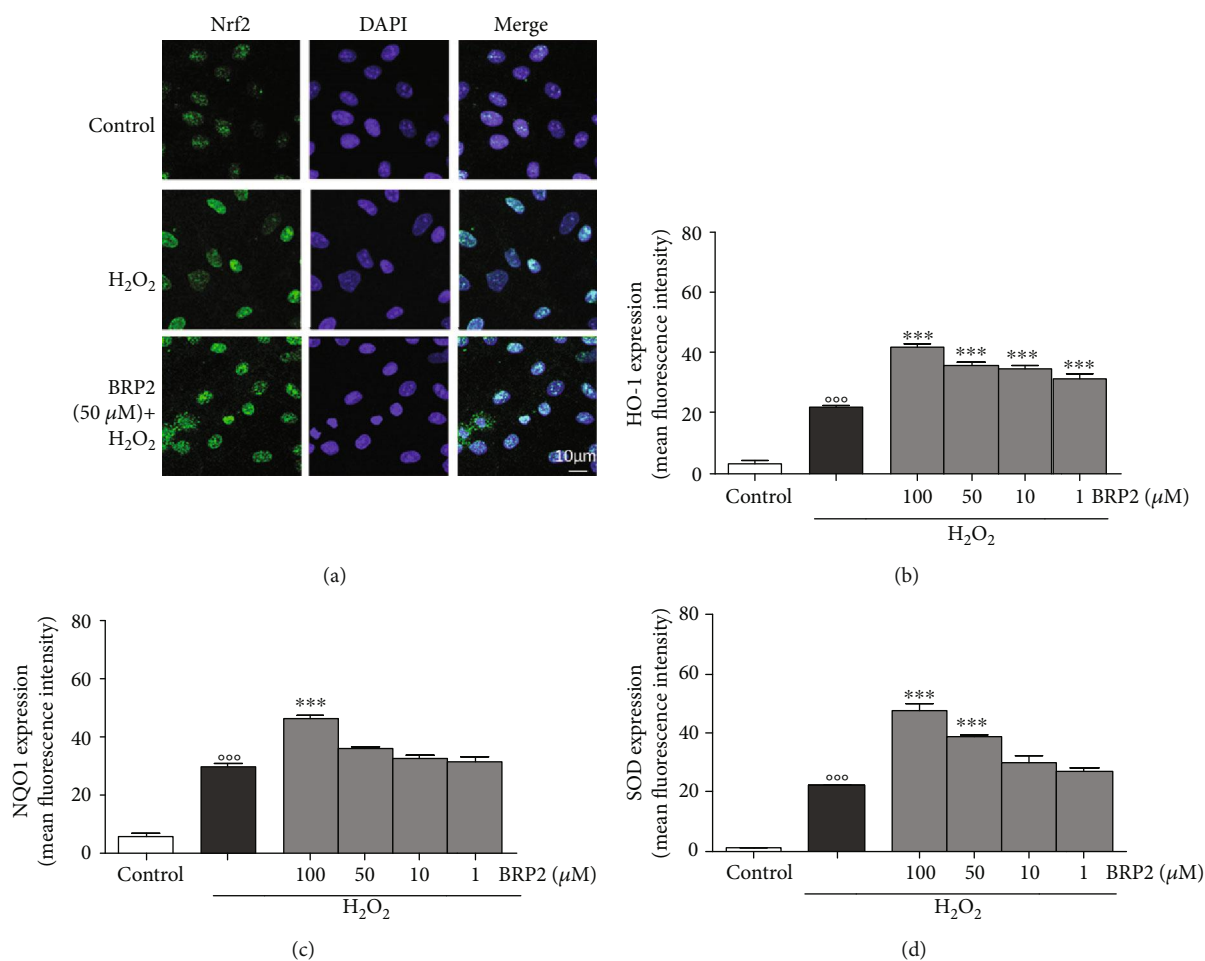 Nrf2 DAPI Merge
Control
H₂O₂
BRP2
(50 μM)+
H₂O₂
10μm
(a)
HO-1 expression
(mean fluorescence intensity)
80
60
40
20
0
°°°
***
***
***
***
Control 100 50 10 1 BRP2 (μM)
H₂O₂
(b)
NQO1 expression
(mean fluorescence intensity)
80
60
40
20
0
°°°
***
Control 100 50 10 1 BRP2 (μM)
H₂O₂
(c)
SOD expression
(mean fluorescence intensity)
80
60
40
20
0
°°°
***
***
Control 100 50 10 1 BRP2 (μM)
H₂O₂
(d)